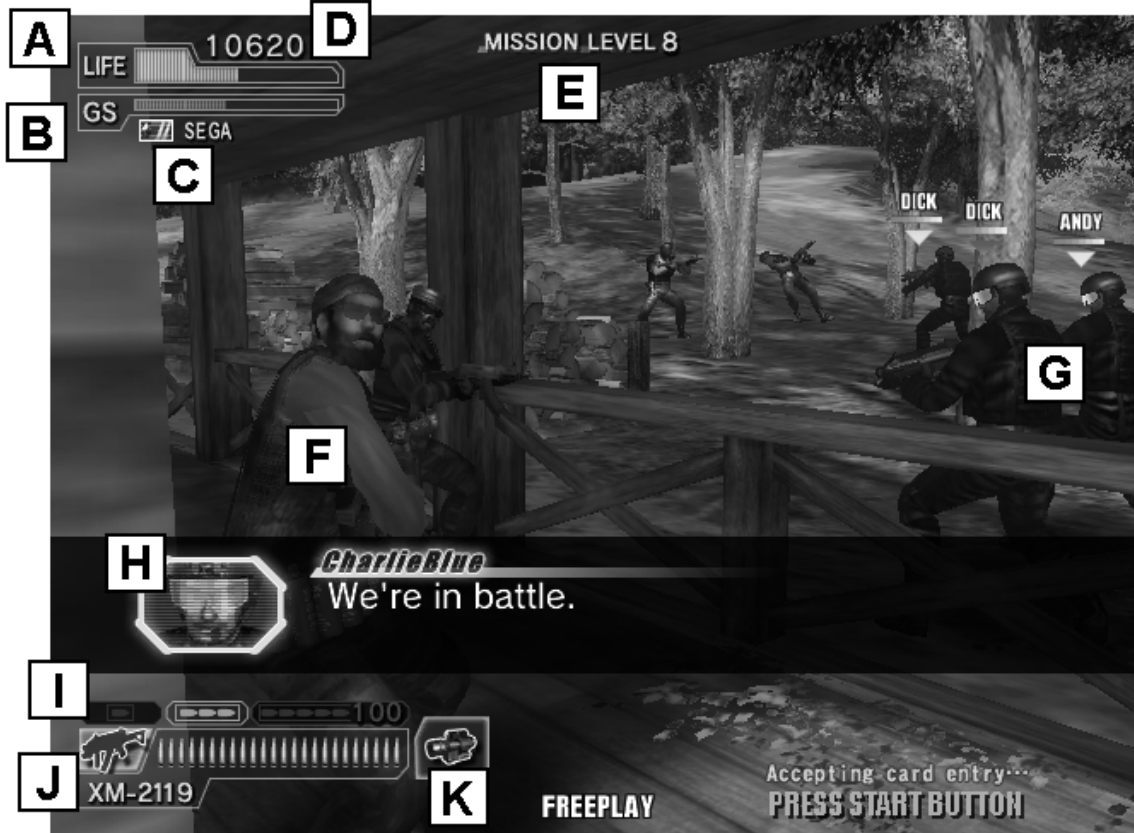 A
LIFE
10620
D
MISSION LEVEL 8
E
B
GS
SEGA
C
DICK
DICK
ANDY
G
F
H
CharlieBlue
We're in battle.
I
100
J
XM-2119
K
FREEPLAY
Accepting card entry…
PRESS START BUTTON